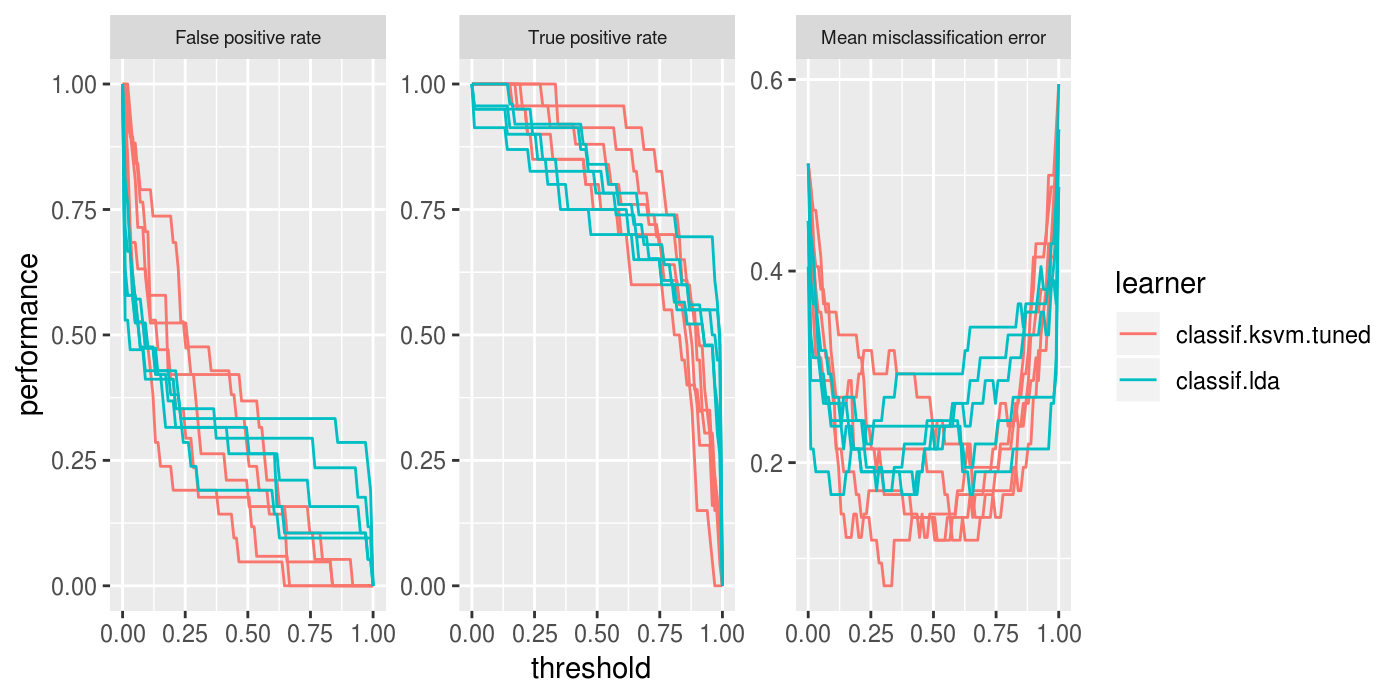 False positive rate
True positive rate
Mean misclassification error
performance
1.00
0.75
0.50
0.25
0.00
1.00
0.75
0.50
0.25
0.00
0.6
0.4
0.2
0.00 0.25 0.50 0.75 1.00
0.00 0.25 0.50 0.75 1.00
0.00 0.25 0.50 0.75 1.00
threshold
learner
classif.ksvm.tuned
classif.lda